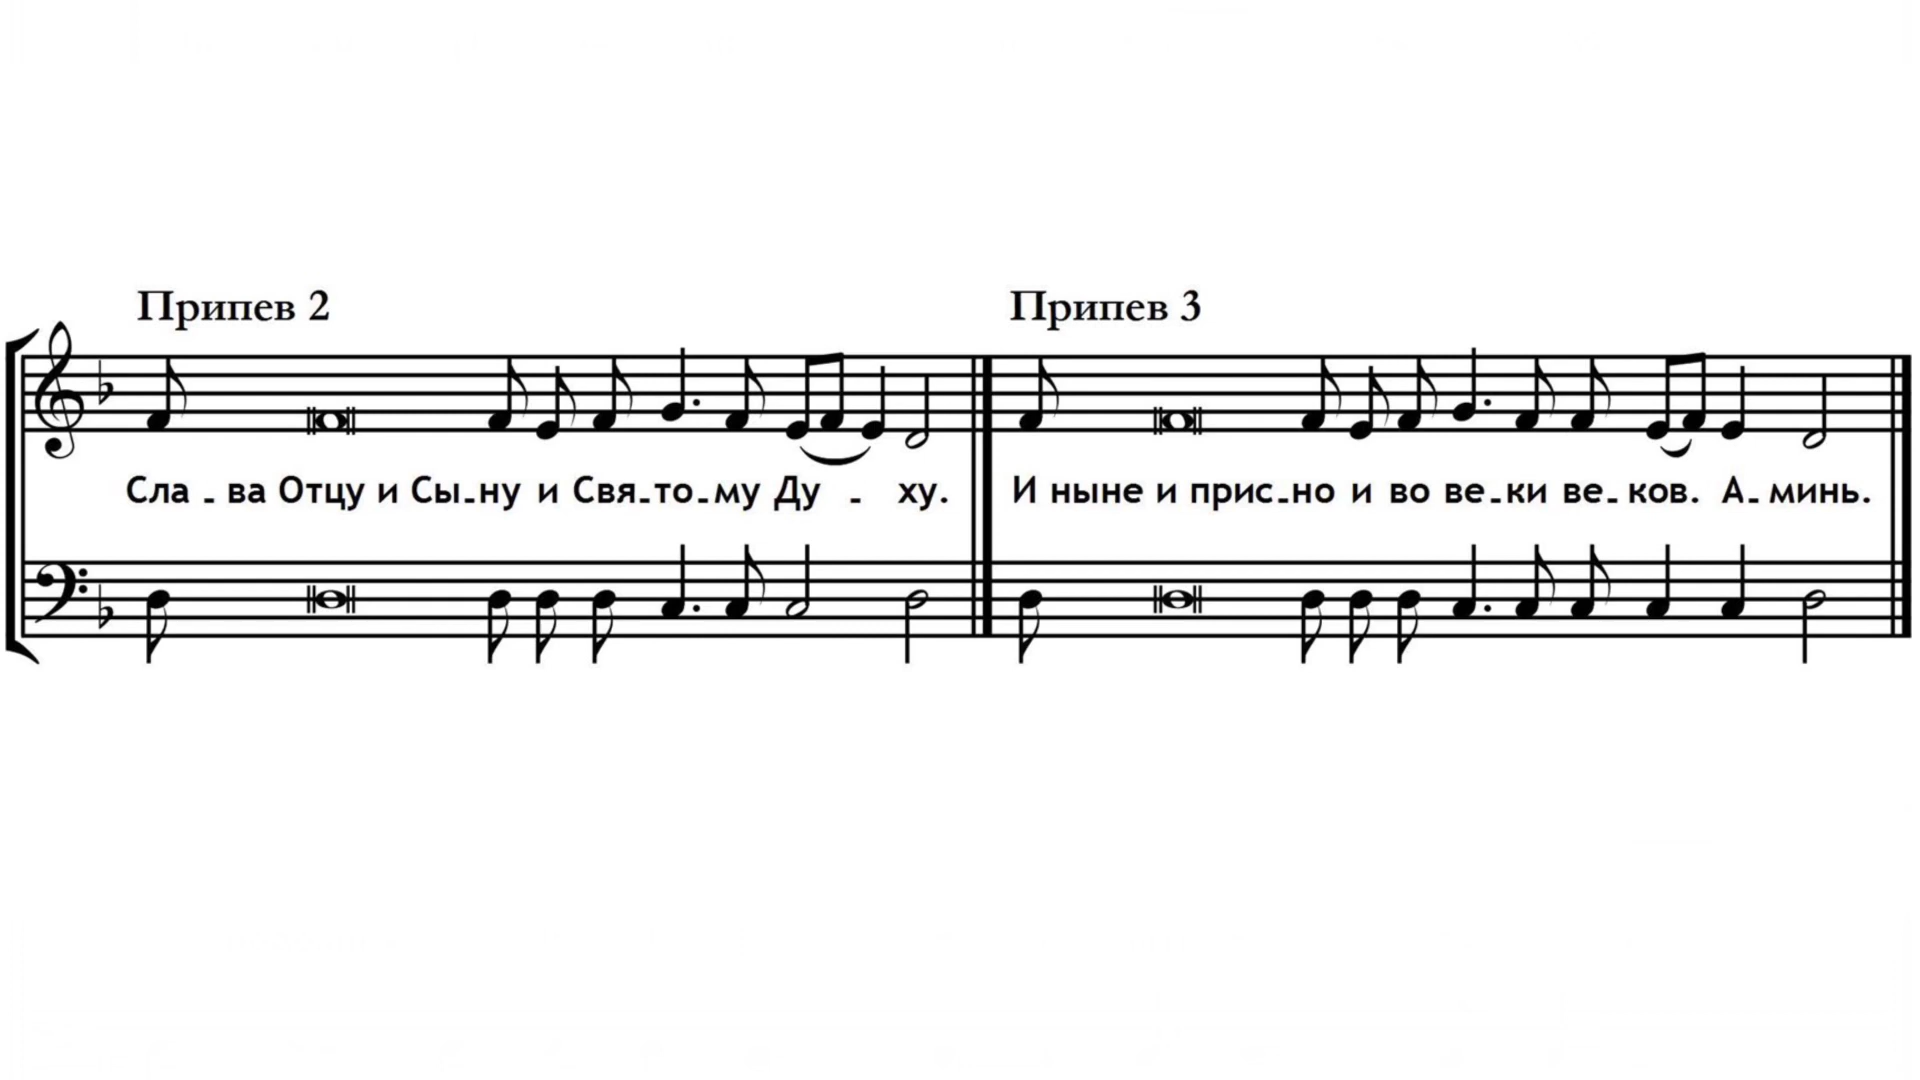 Припев 2 Припев 3
Сла - ва Отцу и Сы-ну и Свя-то-му Ду - ху. И ныне и прис-но и во ве-ки ве-ков. А-минь.